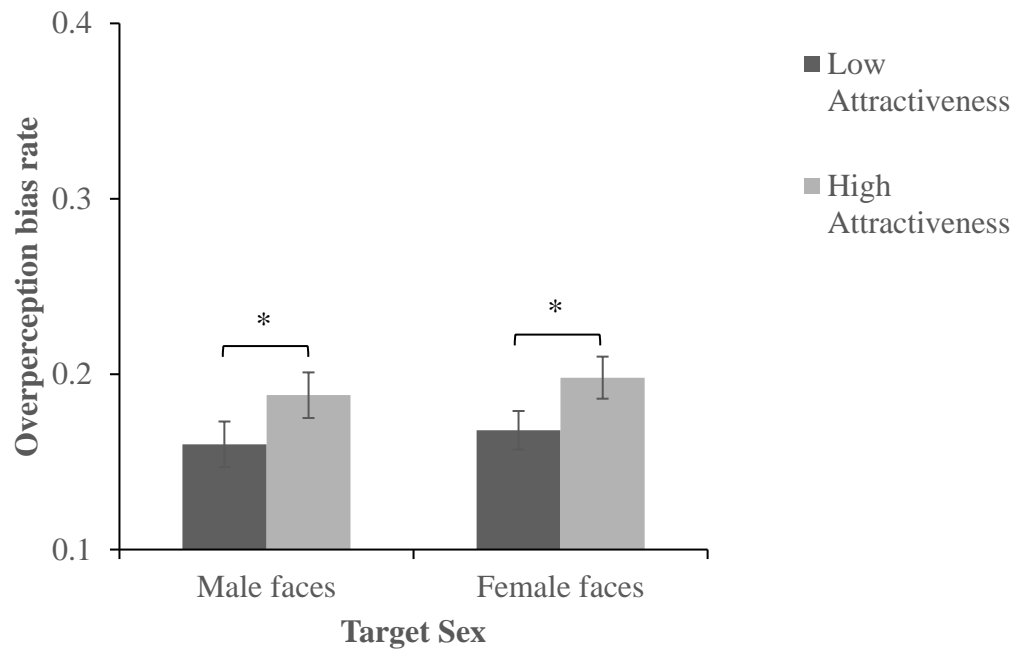 0.4
0.3
0.2
0.1
Overperception bias rate
*
*
Male faces
Female faces
Target Sex
Low
Attractiveness
High
Attractiveness